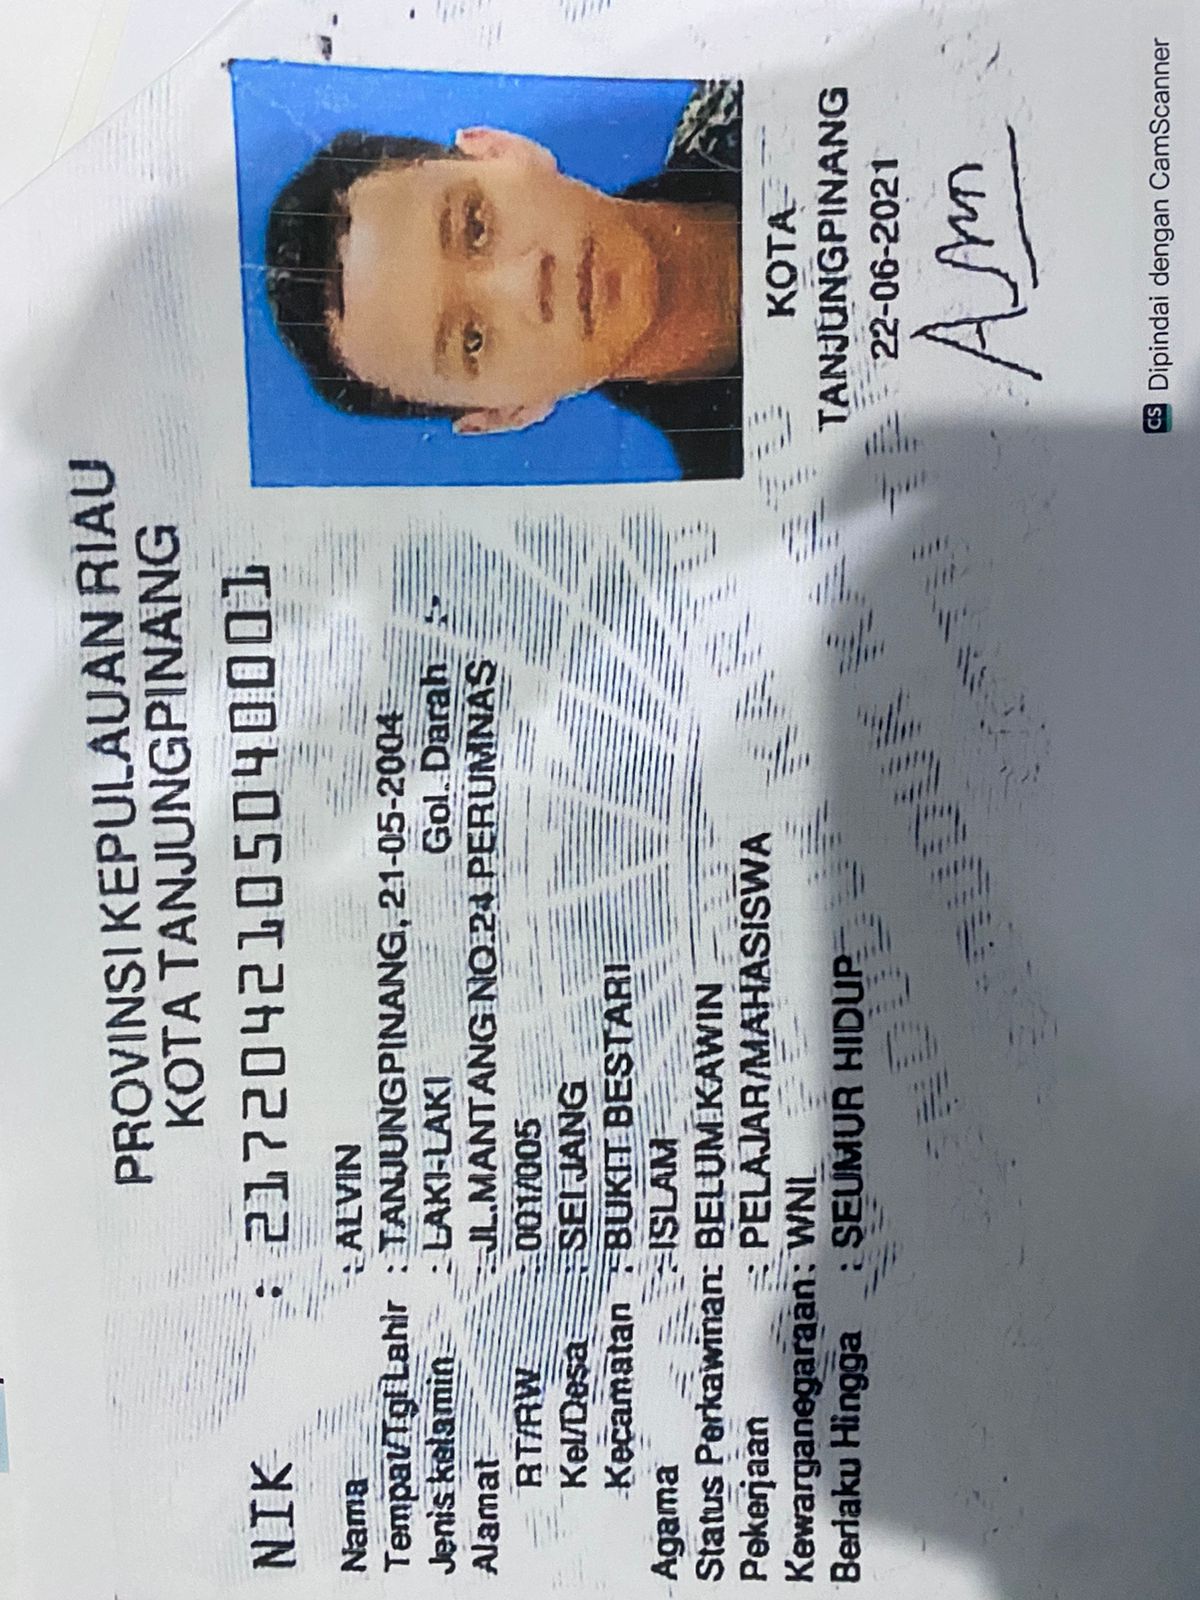 PROVINSI KEPULAUAN RIAU
KOTA TANJUNGPINANG
NIK : 2172042105040001
Nama : ALVIN
Tempat/Tgl Lahir : TANJUNGPINANG, 21-05-2004
Jenis kelamin : LAKI-LAKI Gol. Darah :-
Alamat : JL.MANTANG NO.24 PERUMNAS
RT/RW : 001/005
Kel/Desa : SEI JANG
Kecamatan : BUKIT BESTARI
Agama : ISLAM
Status Perkawinan: BELUM KAWIN
Pekerjaan : PELAJAR/MAHASISWA
Kewarganegaraan: WNI
Berlaku Hingga : SEUMUR HIDUP
KOTA
TANJUNGPINANG
22-06-2021
CS Dipindai dengan CamScanner